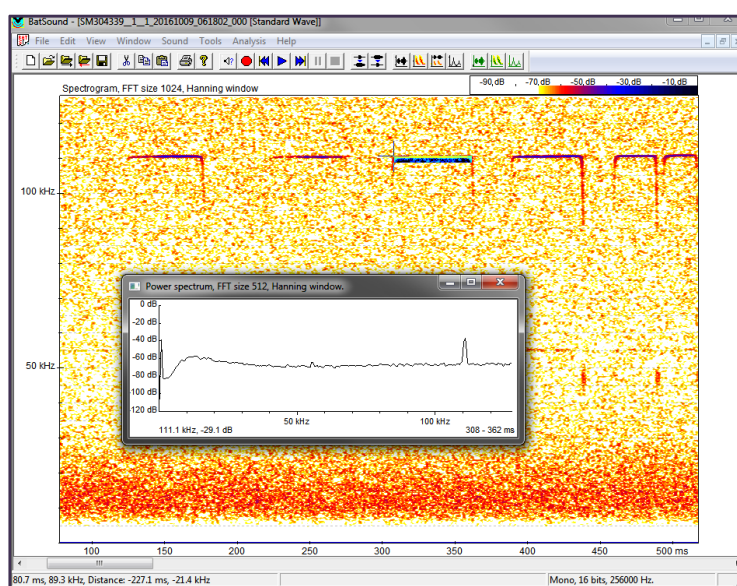 BatSound - [SM304339__1__1_20161009_061802_000 [Standard Wave]]
File Edit View Window Sound Tools Analysis Help
Spectrogram, FFT size 1024, Hanning window
-90,dB , -70,dB , -50,dB , -30,dB , -10,dB
100 kHz
50 kHz
Power spectrum, FFT size 512, Hanning window.
0 dB
-20 dB
-40 dB
-60 dB
-80 dB
-100 dB
-120 dB
50 kHz 100 kHz
111.1 kHz, -29.1 dB 308 - 362 ms
100 150 200 250 300 350 400 450 500 ms
80.7 ms, 89.3 kHz, Distance: -227.1 ms, -21.4 kHz Mono, 16 bits, 256000 Hz.